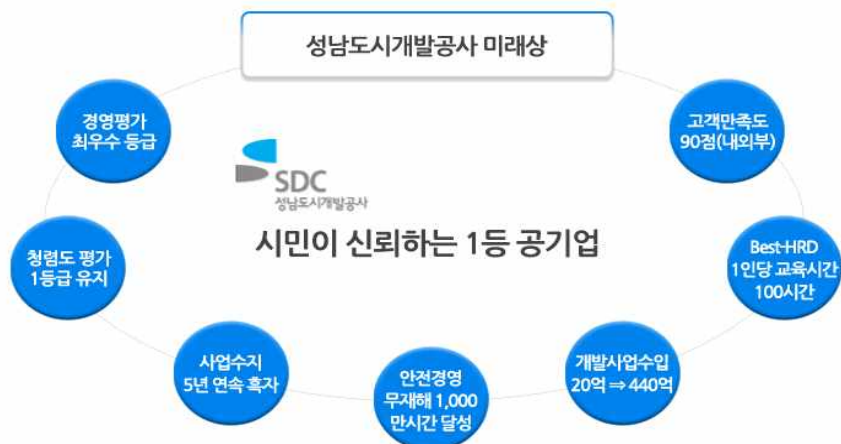 성남도시개발공사 미래상
경영평가
최우수 등급
고객만족도
90점(내외부)
SDC
성남도시개발공사
시민이 신뢰하는 1등 공기업
청렴도 평가
1등급 유지
Best-HRD
1인당 교육시간
100시간
사업수지
5년 연속 흑자
안전경영
무재해 1,000
만시간 달성
개발사업수입
20억 ⇒ 440억